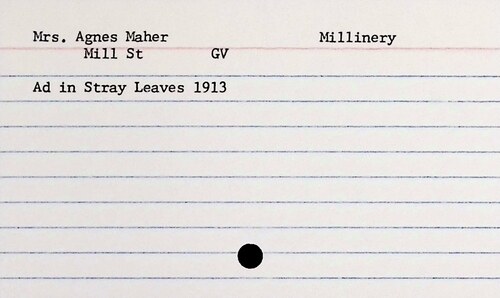 Mrs. Agnes Maher Millinery
Mill St GV
Ad in Stray Leaves 1913